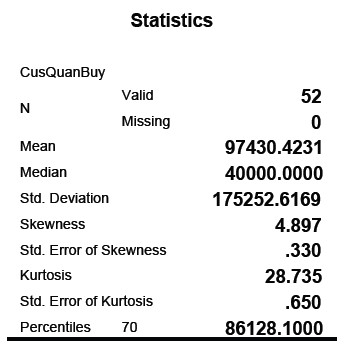 Statistics
CusQuanBuy
N Valid 52
Missing 0
Mean 97430.4231
Median 40000.0000
Std. Deviation 175252.6169
Skewness 4.897
Std. Error of Skewness .330
Kurtosis 28.735
Std. Error of Kurtosis .650
Percentiles 70 86128.1000